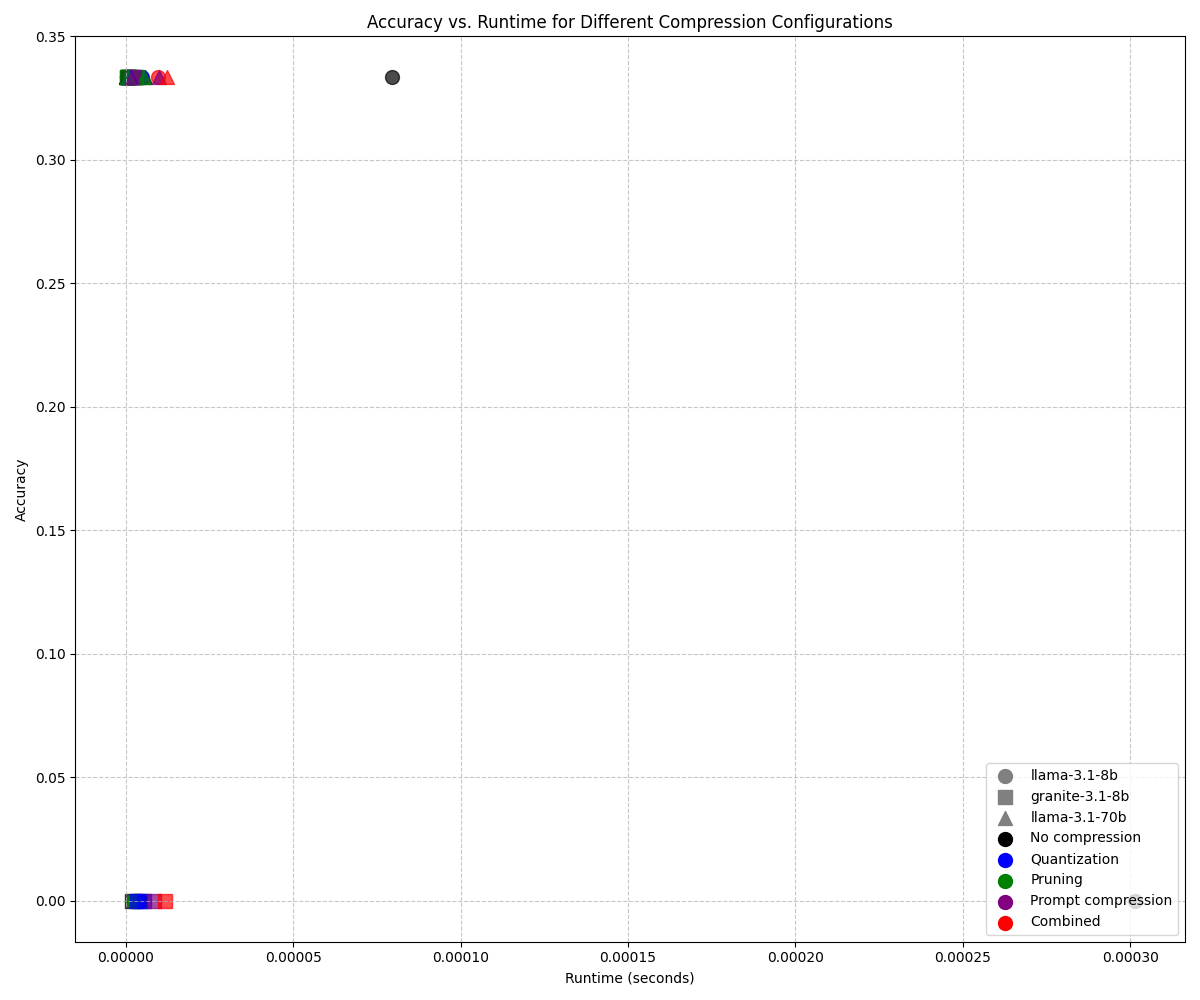 Accuracy vs. Runtime for Different Compression Configurations
0.35
0.30
0.25
0.20
0.15
0.10
0.05
0.00
Accuracy
llama-3.1-8b
granite-3.1-8b
llama-3.1-70b
No compression
Quantization
Pruning
Prompt compression
Combined
0.00000 0.00005 0.00010 0.00015 0.00020 0.00025 0.00030
Runtime (seconds)